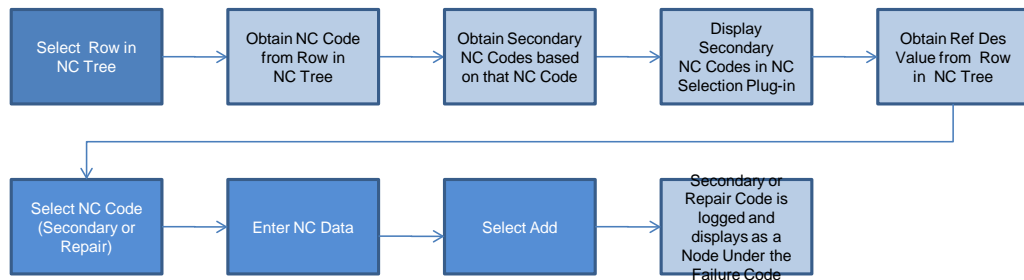 Select Row in
NC Tree
Obtain NC Code
from Row in
NC Tree
Obtain Secondary
NC Codes based
on that NC Code
Display
Secondary
NC Codes in NC
Selection Plug-in
Obtain Ref Des
Value from Row
in NC Tree
Select NC Code
(Secondary or
Repair)
Enter NC Data
Select Add
Secondary or
Repair Code is
logged and
displays as a
Node Under the
Failure Code